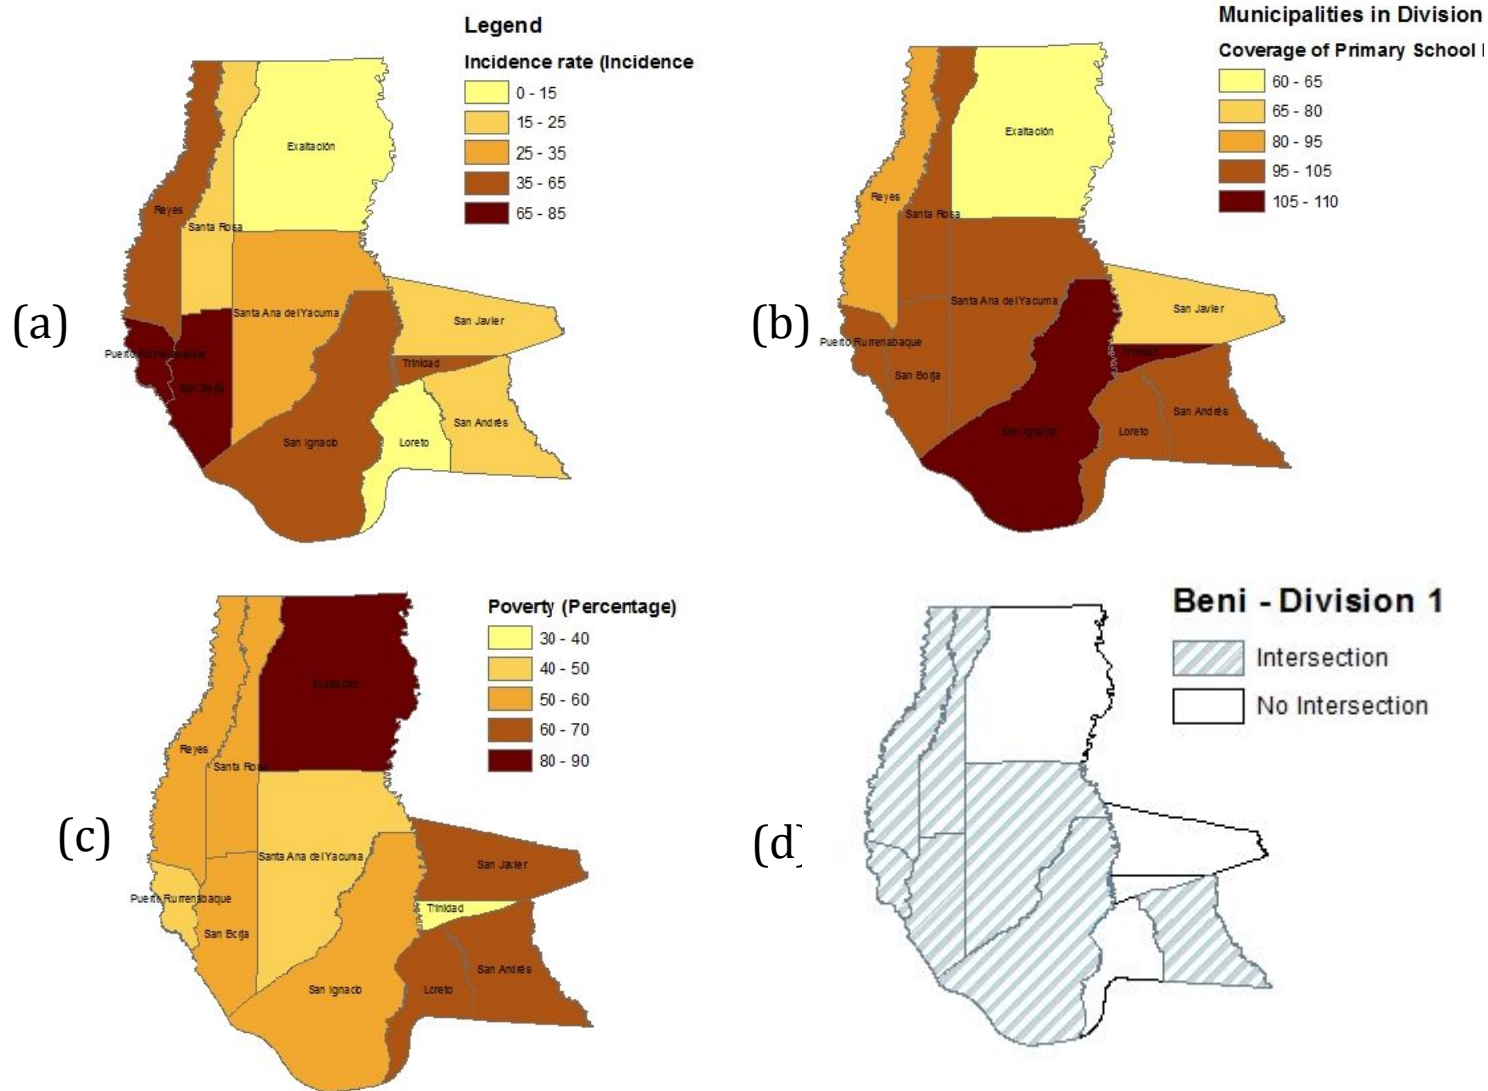 (a)
Legend
Incidence rate (Incidence
0 - 15
15 - 25
25 - 35
35 - 65
65 - 85
Exaltación
Reyes
Santa Rosa
Santa Ana del Yacuma
San Javier
Puerto Rurrenabaque
Trinidad
San Borja
San Andrés
San Ignacio
Loreto
(b)
Municipalities in Division
Coverage of Primary School
60 - 65
65 - 80
80 - 95
95 - 105
105 - 110
Exaltación
Reyes
Santa Rosa
Santa Ana del Yacuma
San Javier
Puerto Rurrenabaque
Trinidad
San Borja
San Andrés
San Ignacio
Loreto
(c)
Poverty (Percentage)
30 - 40
40 - 50
50 - 60
60 - 70
80 - 90
Exaltación
Reyes
Santa Rosa
Santa Ana del Yacuma
San Javier
Puerto Rurrenabaque
Trinidad
San Borja
San Andrés
San Ignacio
Loreto
(d)
Beni - Division 1
Intersection
No Intersection